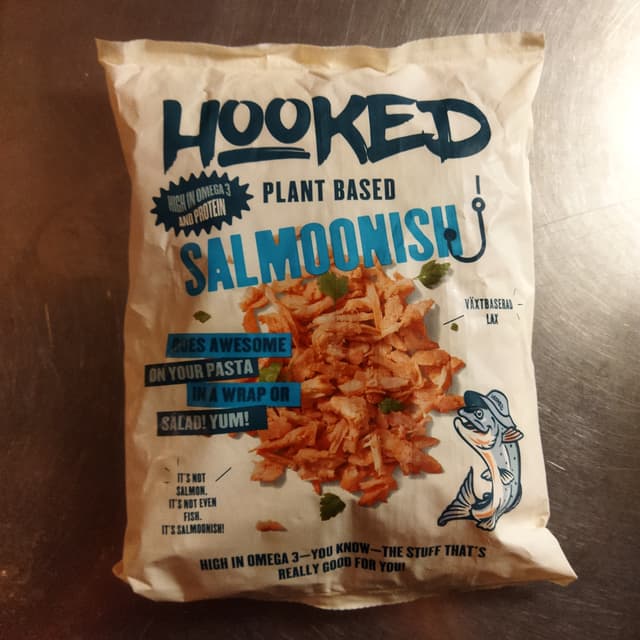 HOOKED
HIGH IN OMEGA 3
AND PROTEIN
PLANT BASED
SALMOONISH
VÄXTBASERAD
LAX
GOES AWESOME
ON YOUR PASTA
IN A WRAP OR
SALAD! YUM!
IT'S NOT
SALMON.
IT'S NOT EVEN
FISH.
IT'S SALMOONISH!
HIGH IN OMEGA 3—YOU KNOW—THE STUFF THAT'S
REALLY GOOD FOR YOU!